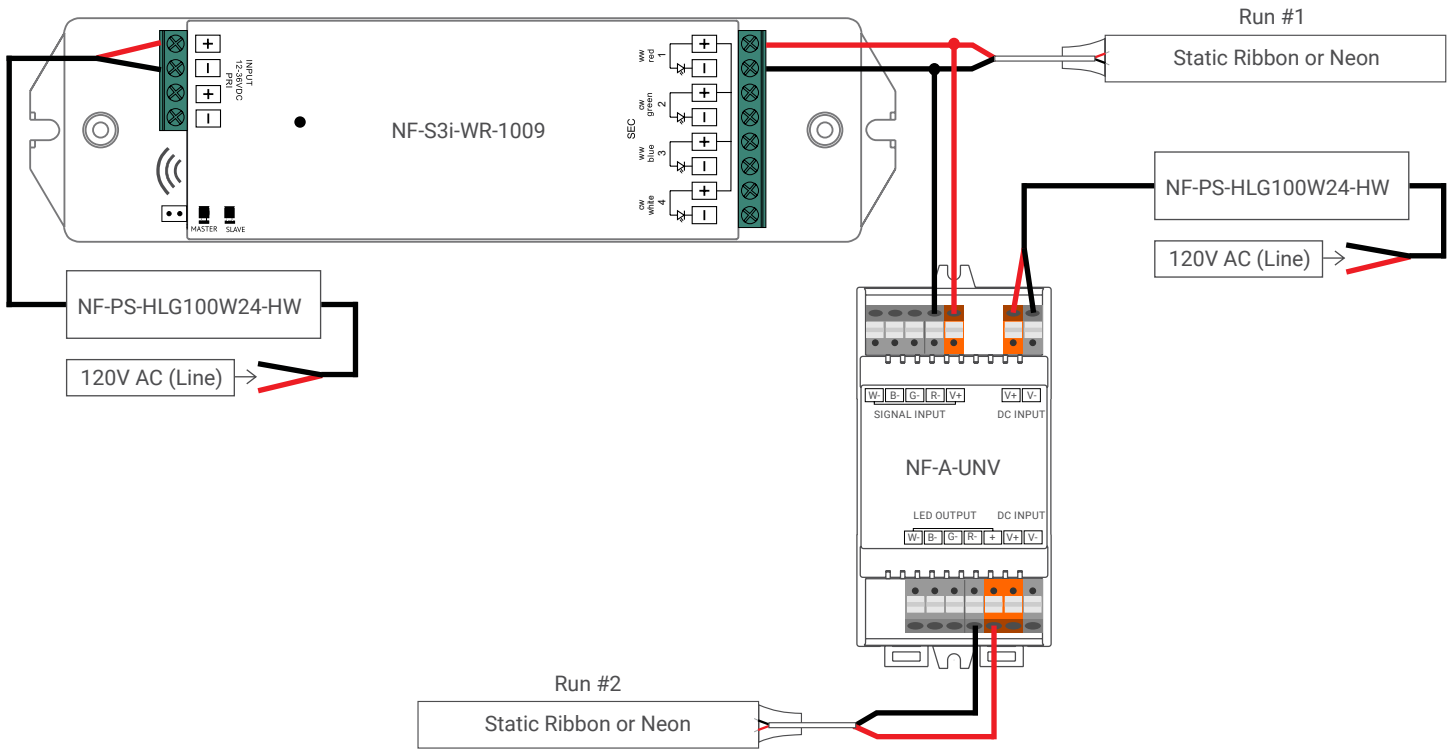 Run #1
Static Ribbon or Neon
+
−
+
−
INPUT
12-36VDC
PRI
NF-S3i-WR-1009
SEC
ww
red
1
+
−
cw
green
2
+
−
ww
blue
3
+
−
cw
white
4
+
−
MASTER SLAVE
NF-PS-HLG100W24-HW
120V AC (Line)
NF-PS-HLG100W24-HW
120V AC (Line)
W- B- G- R- V+ V+ V-
SIGNAL INPUT DC INPUT
NF-A-UNV
LED OUTPUT DC INPUT
W- B- G- R- + V+ V-
Run #2
Static Ribbon or Neon